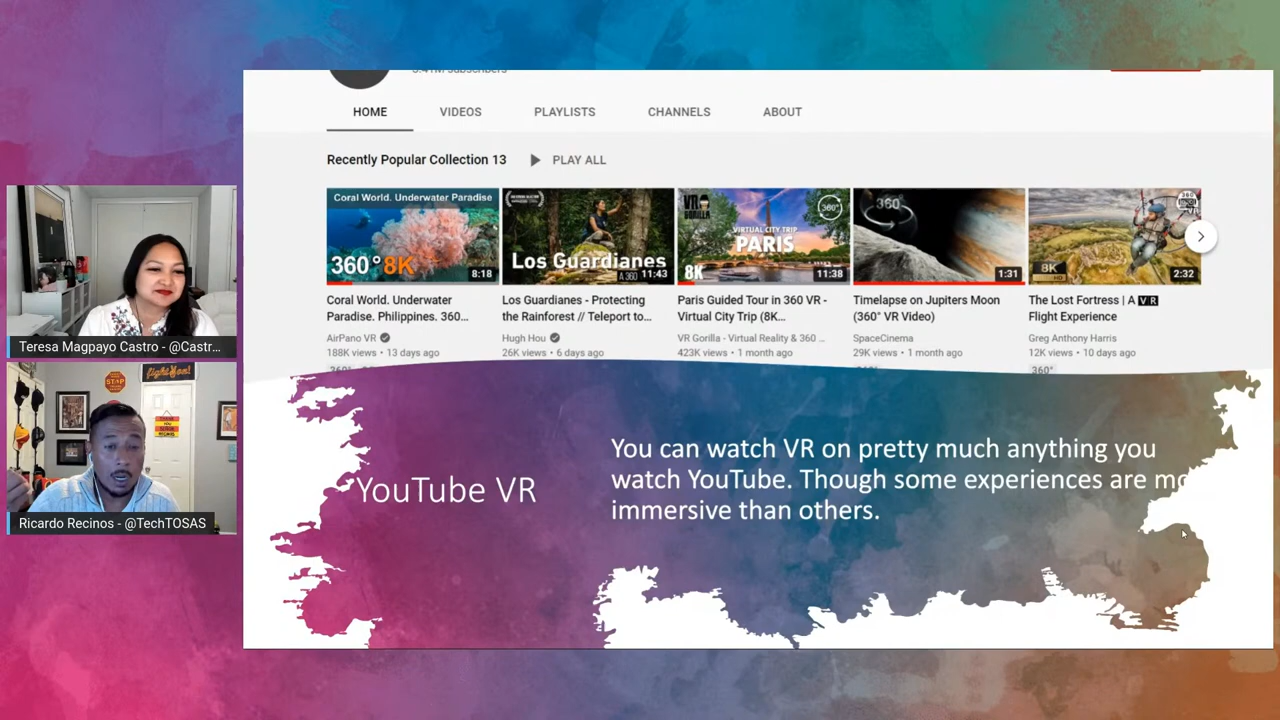 HOME VIDEOS PLAYLISTS CHANNELS ABOUT
Recently Popular Collection 13 PLAY ALL
Coral World. Underwater Paradise
360° 8K
8:18
Los Guardianes
A 360 11:43
VR GORILLA
360°
VIRTUAL CITY TRIP
PARIS
8K
11:38
360
1:31
8K
HD
2:32
Coral World. Underwater
Paradise. Philippines. 360...
AirPano VR
188K views • 13 days ago
360°
Los Guardianes - Protecting
the Rainforest // Teleport to...
Hugh Hou
26K views • 6 days ago
Paris Guided Tour in 360 VR -
Virtual City Trip (8K...
VR Gorilla - Virtual Reality & 360 ...
423K views • 1 month ago
Timelapse on Jupiters Moon
(360° VR Video)
SpaceCinema
29K views • 1 month ago
The Lost Fortress | A VR
Flight Experience
Greg Anthony Harris
12K views • 10 days ago
360°
YouTube VR
You can watch VR on pretty much anything you
watch YouTube. Though some experiences are mo
immersive than others.
Teresa Magpayo Castro - @Castr...
fight on!
STOP
Ricardo Recinos - @TechTOSAS